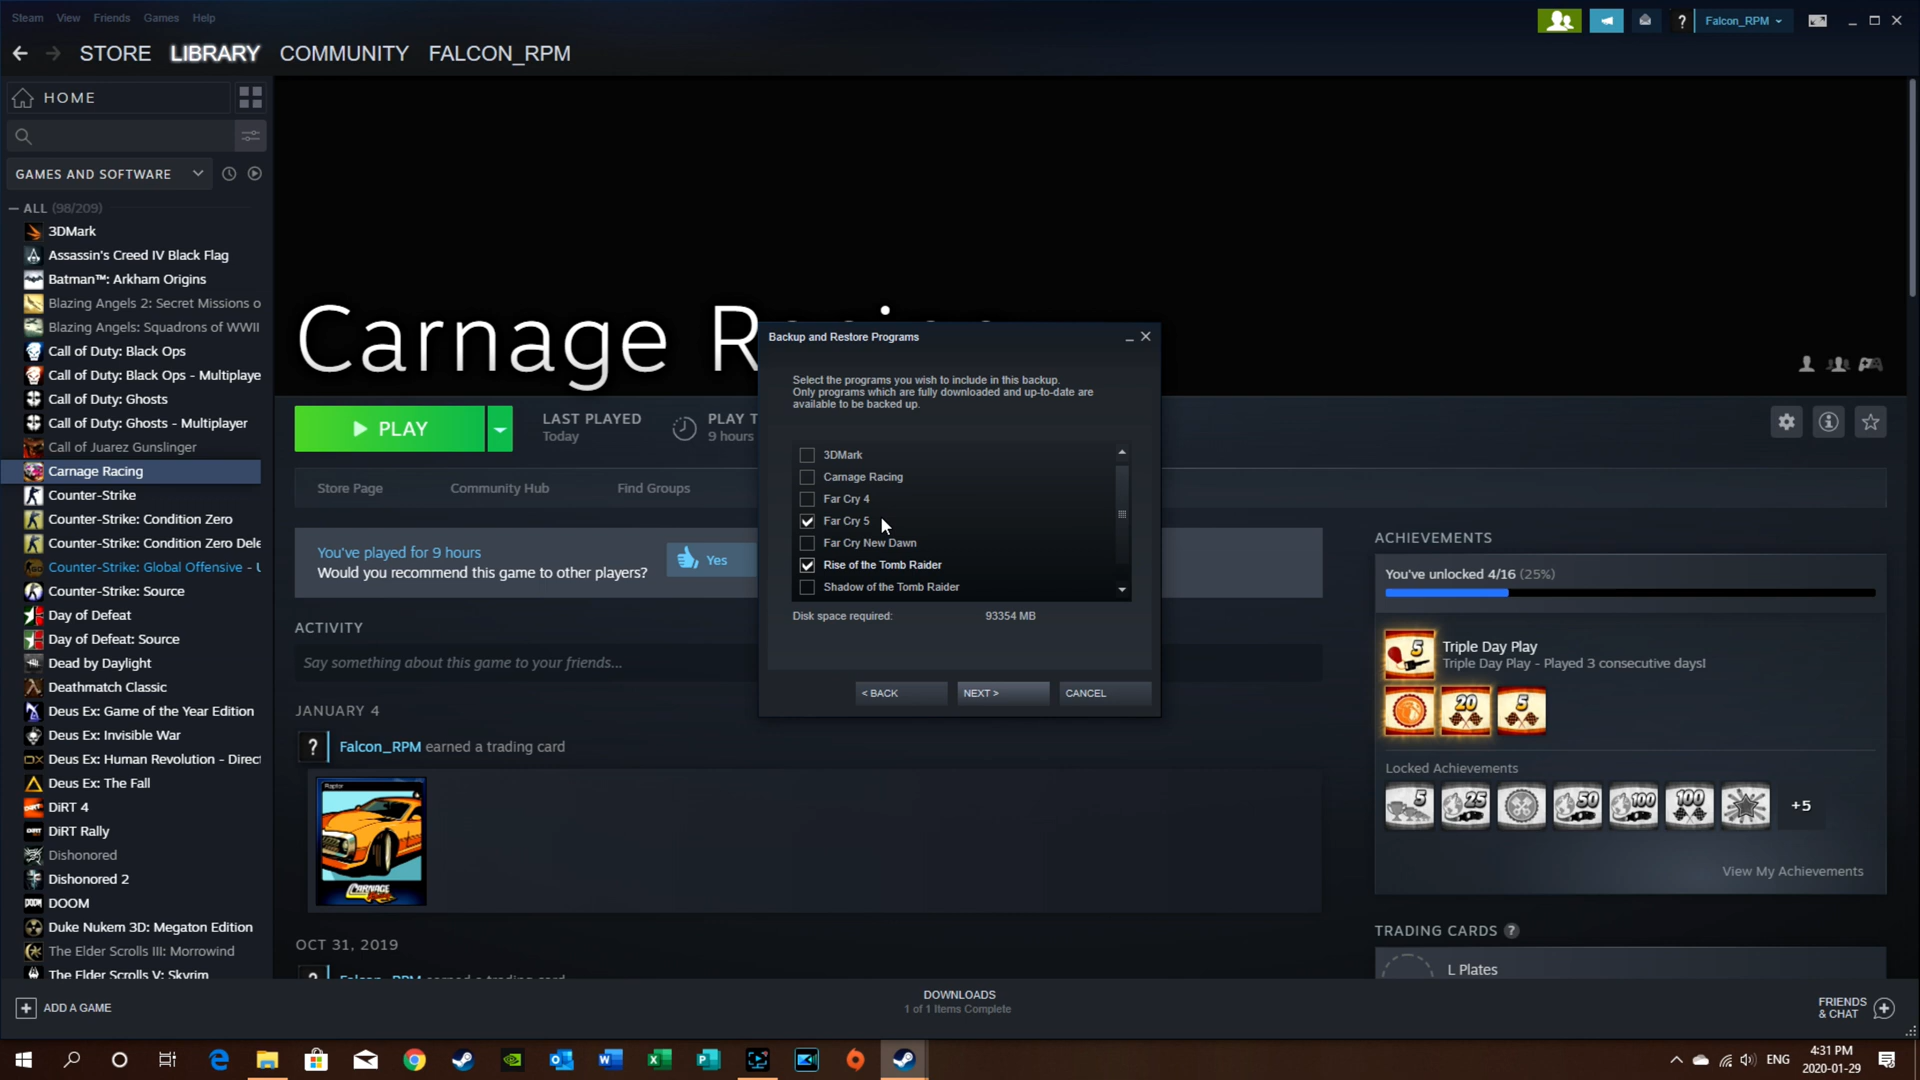 Steam View Friends Games Help
Falcon_RPM
STORE LIBRARY COMMUNITY FALCON_RPM
HOME
GAMES AND SOFTWARE
ALL (98/209)
3DMark
Assassin's Creed IV Black Flag
Batman™: Arkham Origins
Blazing Angels 2: Secret Missions o
Blazing Angels: Squadrons of WWII
Call of Duty: Black Ops
Call of Duty: Black Ops - Multiplaye
Call of Duty: Ghosts
Call of Duty: Ghosts - Multiplayer
Call of Juarez Gunslinger
Carnage Racing
Counter-Strike
Counter-Strike: Condition Zero
Counter-Strike: Condition Zero Dele
Counter-Strike: Global Offensive - U
Counter-Strike: Source
Day of Defeat
Day of Defeat: Source
Dead by Daylight
Deathmatch Classic
Deus Ex: Game of the Year Edition
Deus Ex: Invisible War
Deus Ex: Human Revolution - Direct
Deus Ex: The Fall
DiRT 4
DiRT Rally
Dishonored
Dishonored 2
DOOM
Duke Nukem 3D: Megaton Edition
The Elder Scrolls III: Morrowind
The Elder Scrolls V: Skyrim
Carnage R
PLAY
LAST PLAYED
Today
PLAY T
9 hours
Store Page Community Hub Find Groups
You've played for 9 hours
Would you recommend this game to other players?
Yes
ACTIVITY
Say something about this game to your friends...
JANUARY 4
Falcon_RPM earned a trading card
Raptor
CARNAGE
OCT 31, 2019
Falcon_RPM earned a trading card
Backup and Restore Programs
Select the programs you wish to include in this backup.
Only programs which are fully downloaded and up-to-date are
available to be backed up.
3DMark
Carnage Racing
Far Cry 4
Far Cry 5
Far Cry New Dawn
Rise of the Tomb Raider
Shadow of the Tomb Raider
Disk space required: 93354 MB
< BACK NEXT > CANCEL
ACHIEVEMENTS
You've unlocked 4/16 (25%)
5
Triple Day Play
Triple Day Play - Played 3 consecutive days!
20 5
Locked Achievements
5 25 50 100 100 +5
View My Achievements
TRADING CARDS ?
L Plates
ADD A GAME
DOWNLOADS
1 of 1 Items Complete
FRIENDS
& CHAT
ENG
4:31 PM
2020-01-29